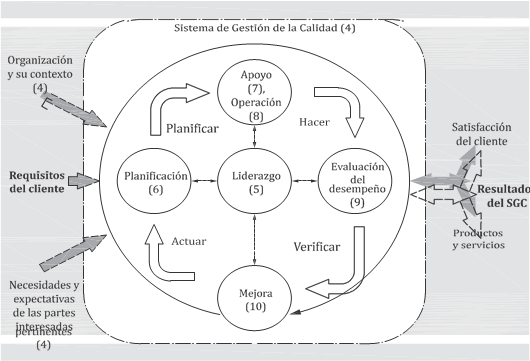 Sistema de Gestión de la Calidad (4)
Organización
y su contexto
(4)
Apoyo
(7),
Operación
(8)
Planificar
Hacer
Satisfacción
del cliente
Requisitos
del cliente
Planificación
(6)
Liderazgo
(5)
Evaluación
del
desempeño
(9)
Resultado
del SGC
Actuar
Verificar
Productos
y servicios
Necesidades y
expectativas
de las partes
interesadas
pertinentes
(4)
Mejora
(10)